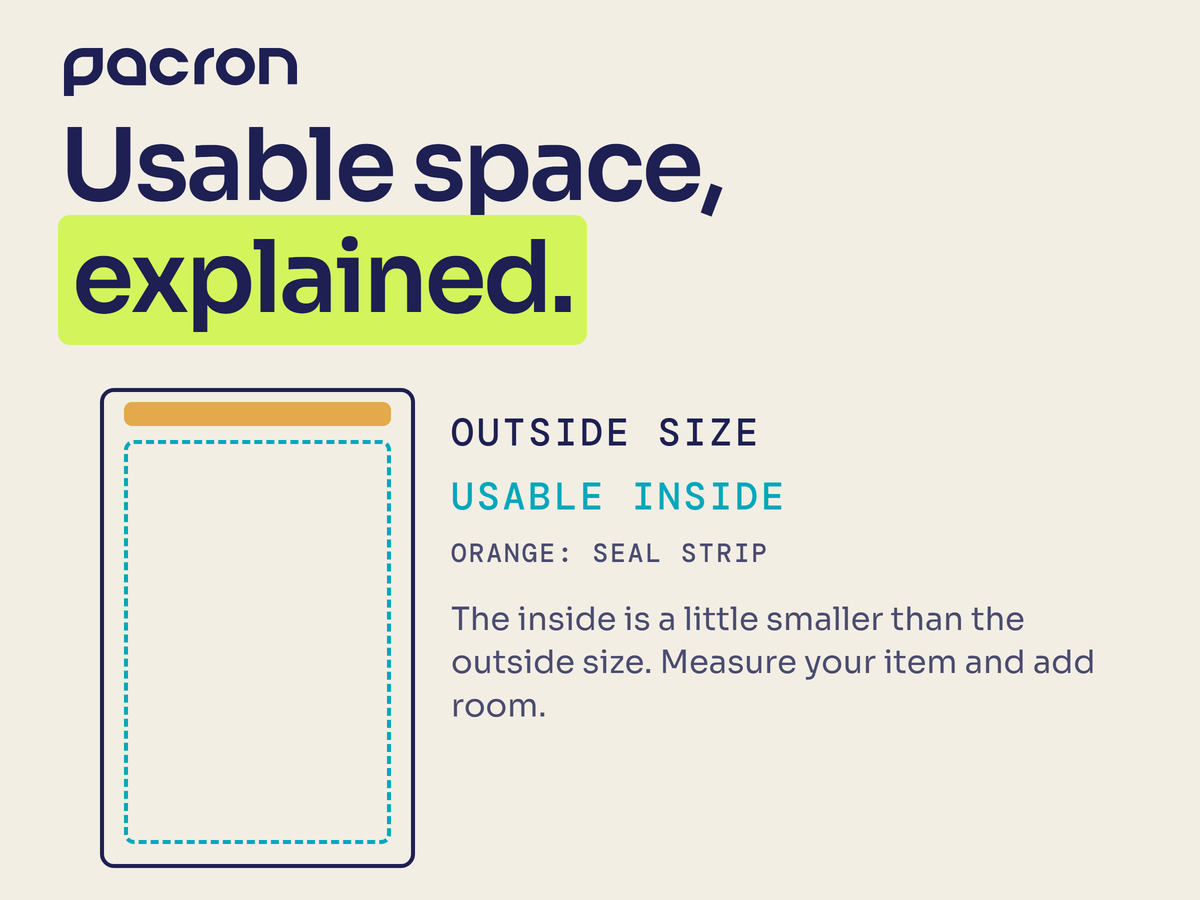 pacron
Usable space,
explained.
OUTSIDE SIZE
USABLE INSIDE
ORANGE: SEAL STRIP
The inside is a little smaller than the
outside size. Measure your item and add
room.